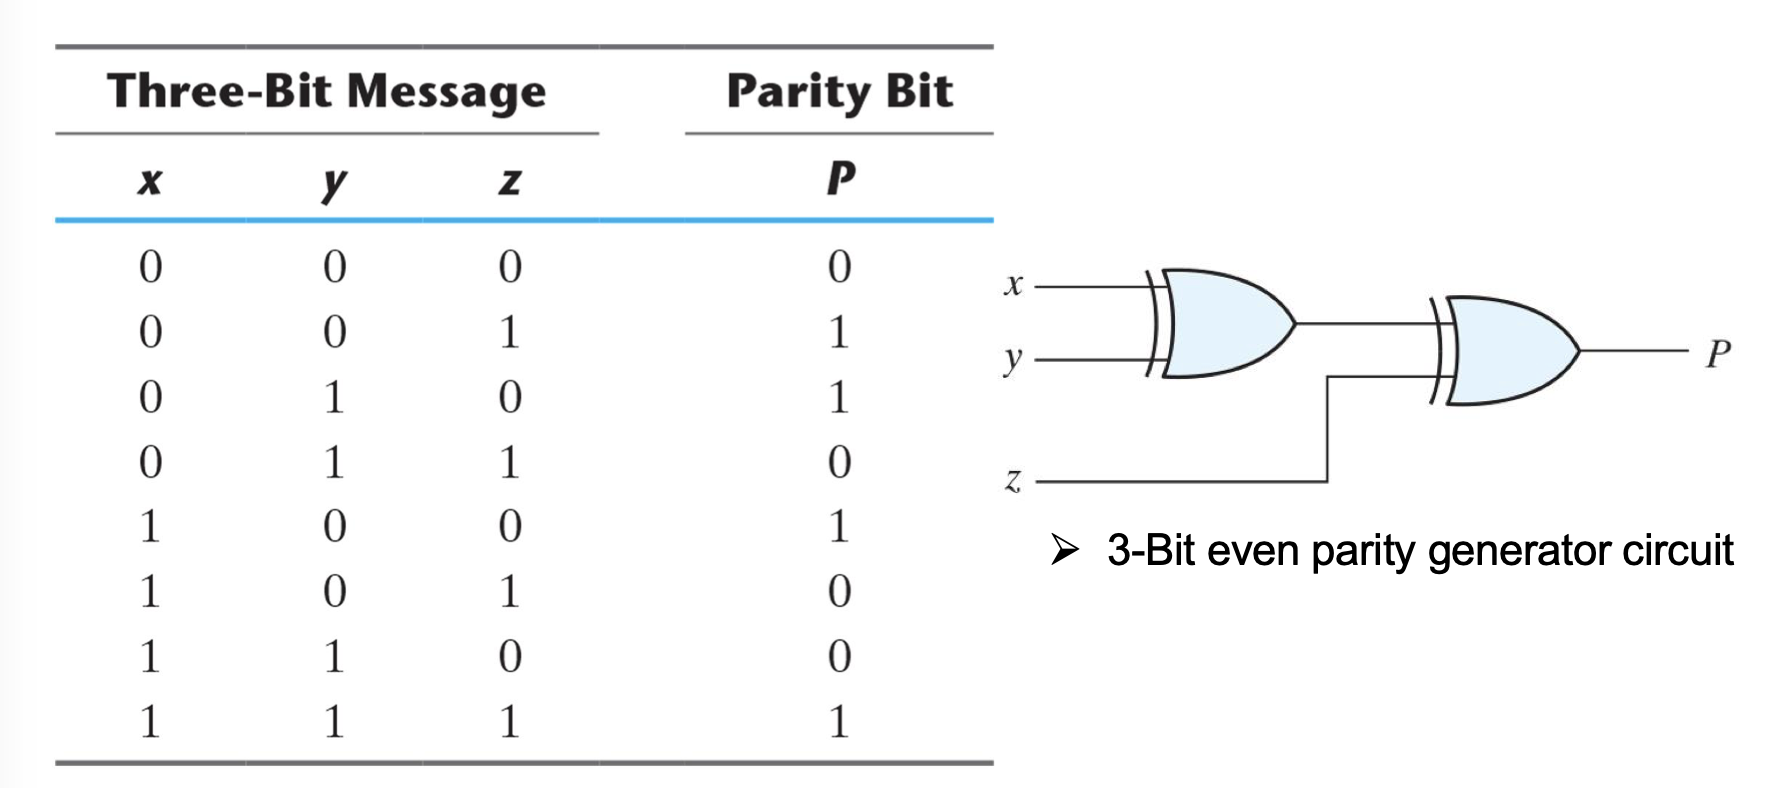 Three-Bit Message Parity Bit
x y z P
0 0 0 0
0 0 1 1
0 1 0 1
0 1 1 0
1 0 0 1
1 0 1 0
1 1 0 0
1 1 1 1
x
y
z
P
➢ 3-Bit even parity generator circuit